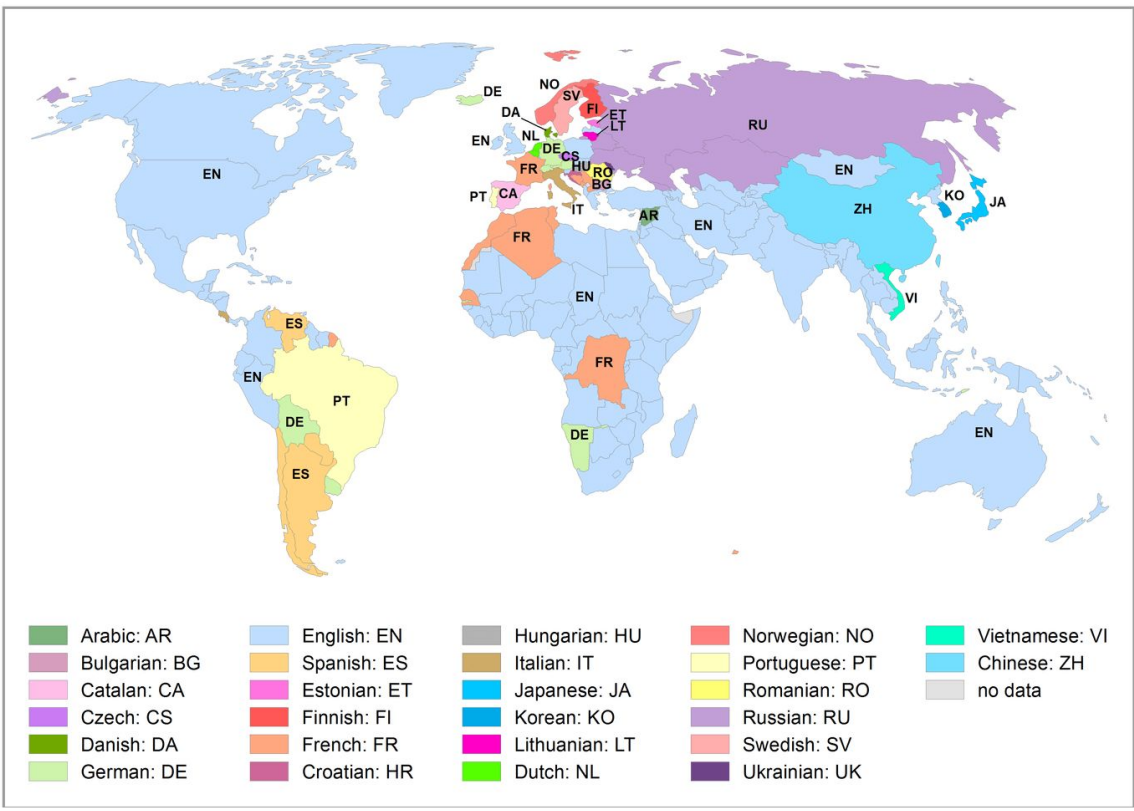 NO
DE
SV
DA
FI
ET
LT
EN
NL
DE
RU
CS
EN
FR
HU
RO
BG
EN
KO
JA
PT
CA
IT
AR
EN
ZH
FR
EN
VI
ES
FR
EN
PT
DE
DE
EN
ES
Arabic: AR
Bulgarian: BG
Catalan: CA
Czech: CS
Danish: DA
German: DE
English: EN
Spanish: ES
Estonian: ET
Finnish: FI
French: FR
Croatian: HR
Hungarian: HU
Italian: IT
Japanese: JA
Korean: KO
Lithuanian: LT
Dutch: NL
Norwegian: NO
Portuguese: PT
Romanian: RO
Russian: RU
Swedish: SV
Ukrainian: UK
Vietnamese: VI
Chinese: ZH
no data